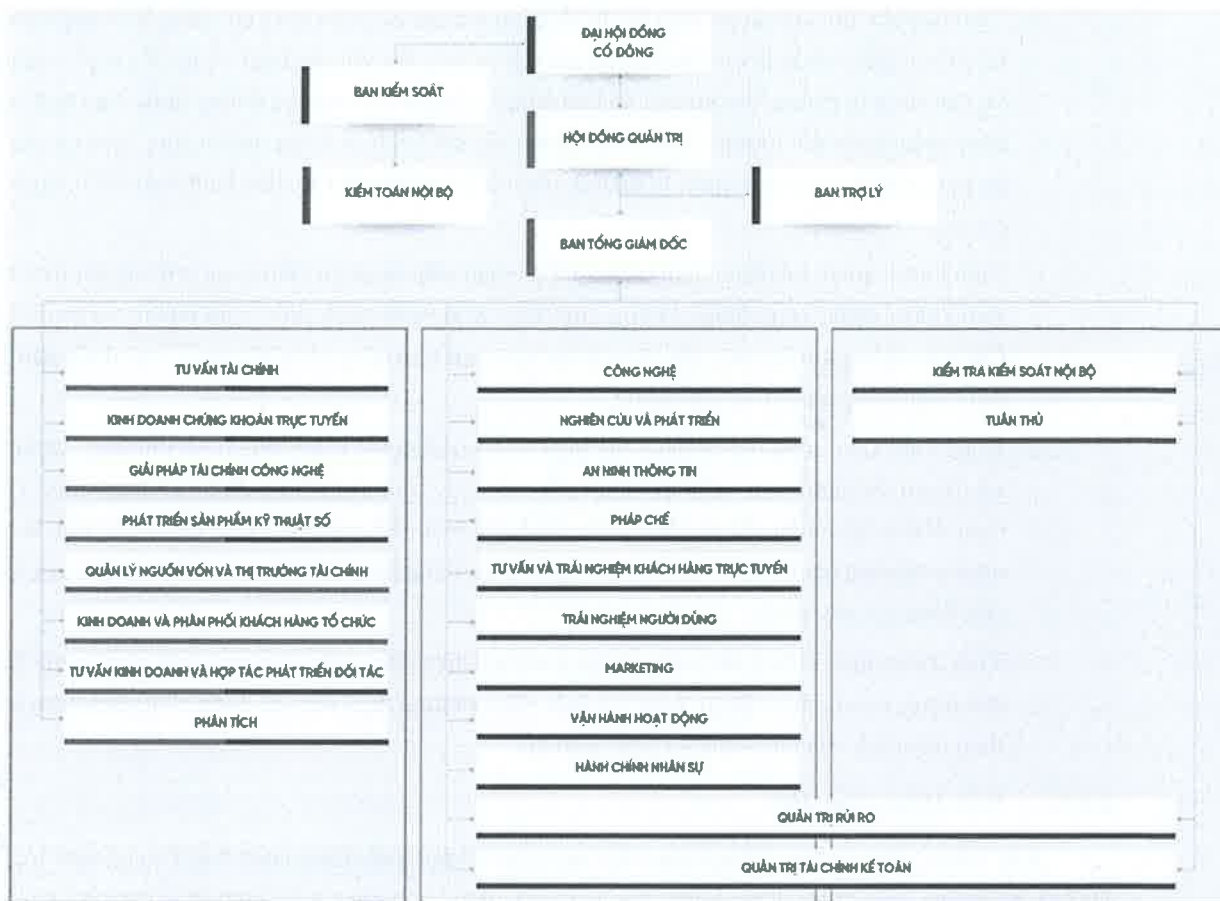 ĐẠI HỘI ĐỒNG
CỔ ĐÔNG
BAN KIỂM SOÁT
HỘI ĐỒNG QUẢN TRỊ
KIỂM TOÁN NỘI BỘ
BAN TRỢ LÝ
BAN TỔNG GIÁM ĐỐC
TƯ VẤN TÀI CHÍNH
KINH DOANH CHỨNG KHOÁN TRỰC TUYẾN
GIẢI PHÁP TÀI CHÍNH CÔNG NGHỆ
PHÁT TRIỂN SẢN PHẨM KỸ THUẬT SỐ
QUẢN LÝ NGUỒN VỐN VÀ THỊ TRƯỜNG TÀI CHÍNH
KINH DOANH VÀ PHÂN PHỐI KHÁCH HÀNG TỔ CHỨC
TƯ VẤN KINH DOANH VÀ HỢP TÁC PHÁT TRIỂN ĐỐI TÁC
PHÂN TÍCH
CÔNG NGHỆ
NGHIÊN CỨU VÀ PHÁT TRIỂN
AN NINH THÔNG TIN
PHÁP CHẾ
TƯ VẤN VÀ TRẢI NGHIỆM KHÁCH HÀNG TRỰC TUYẾN
TRẢI NGHIỆM NGƯỜI DÙNG
MARKETING
VẬN HÀNH HOẠT ĐỘNG
HÀNH CHÍNH NHÂN SỰ
KIỂM TRA KIỂM SOÁT NỘI BỘ
TUÂN THỦ
QUẢN TRỊ RỦI RO
QUẢN TRỊ TÀI CHÍNH KẾ TOÁN